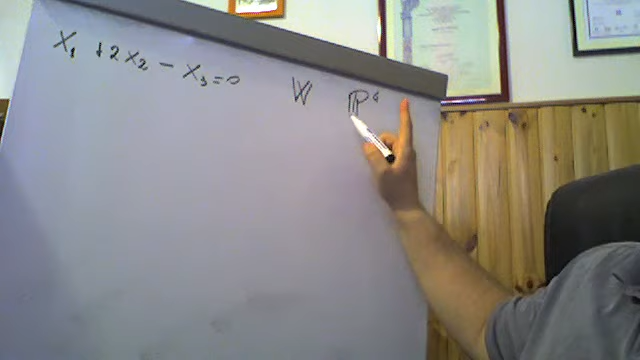 x₁ + 2x₂ - x₃ = 0 W ℝ⁴